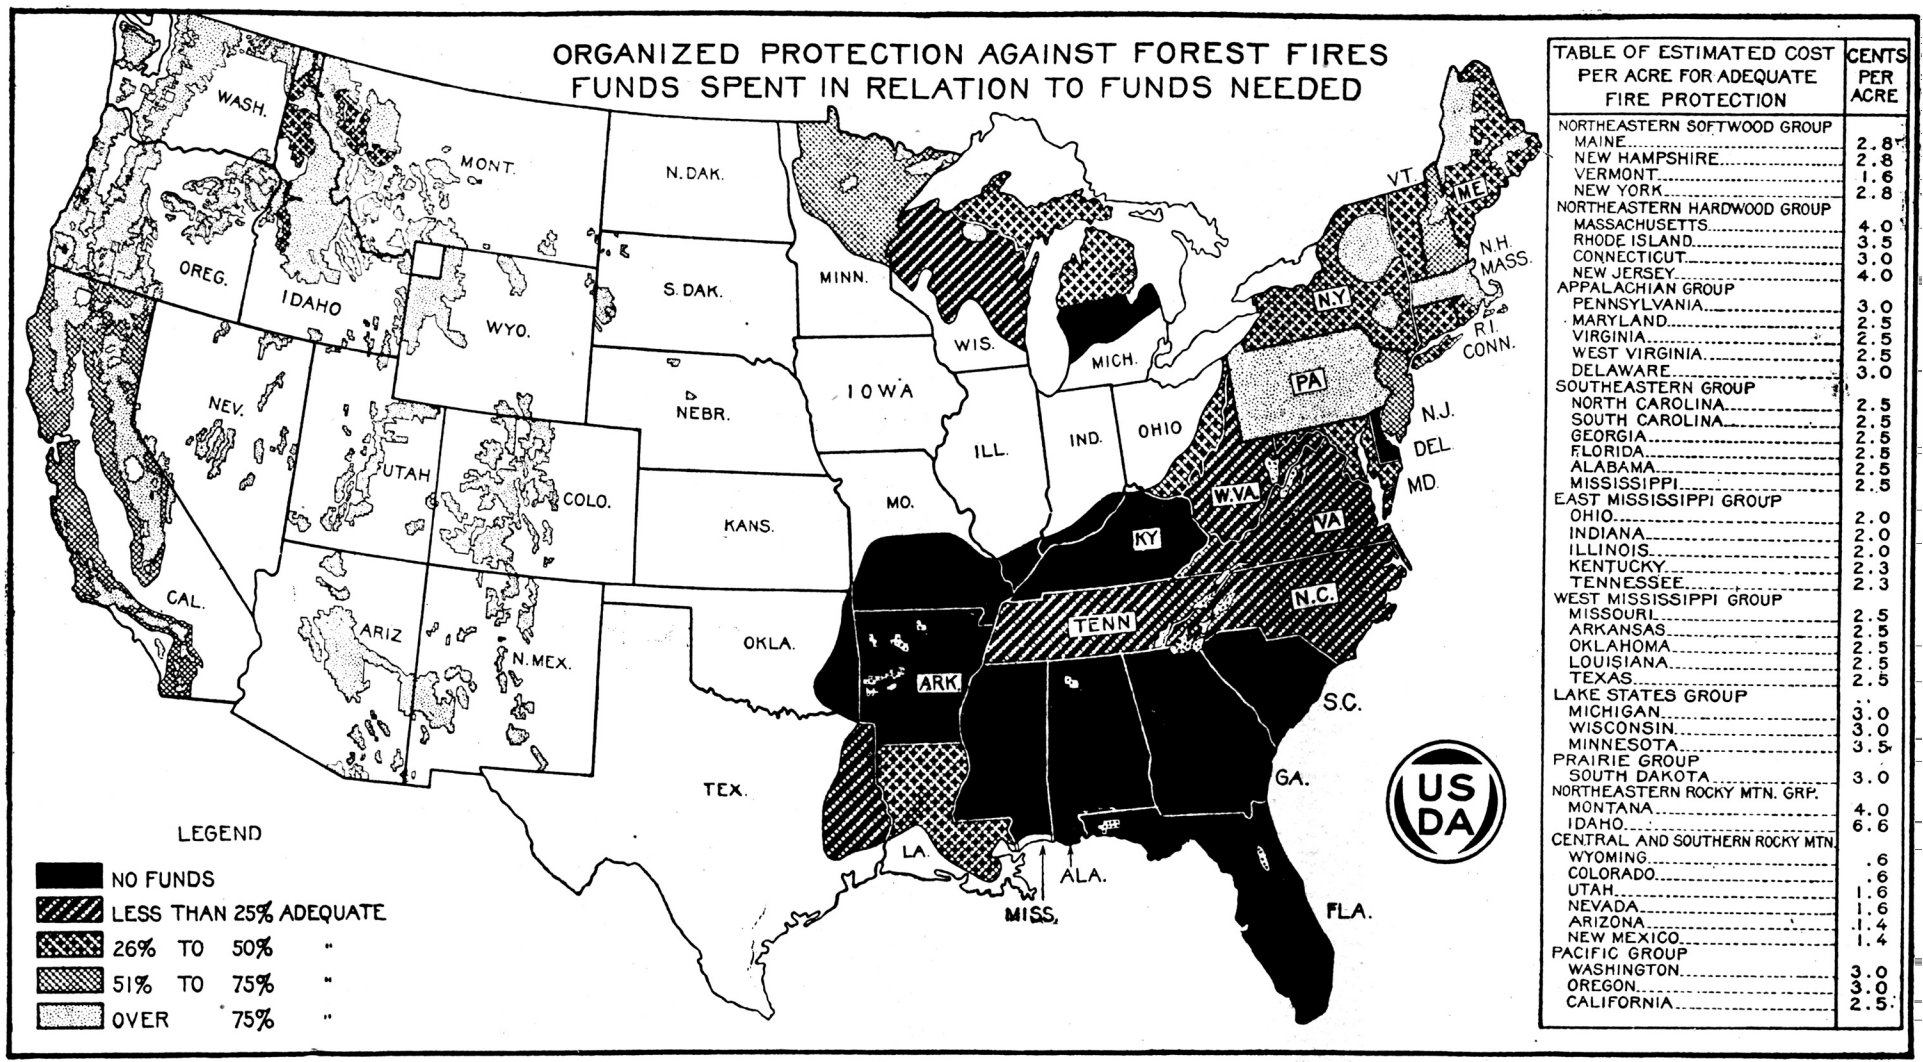 ORGANIZED PROTECTION AGAINST FOREST FIRES
FUNDS SPENT IN RELATION TO FUNDS NEEDED
WASH.
MONT.
N. DAK.
OREG.
IDAHO
WYO.
S. DAK.
MINN.
WIS.
MICH.
VT.
ME.
N.H.
MASS.
N.Y.
R.I.
CONN.
PA
N.J.
DEL.
MD.
NEV.
UTAH
COLO.
NEBR.
IOWA
ILL.
IND.
OHIO
W.VA.
VA
KANS.
MO.
KY
CAL.
ARIZ
N.MEX.
OKLA.
ARK.
TENN
N.C.
S.C.
TEX.
LA.
MISS.
ALA.
GA.
FLA.
US
DA
LEGEND
NO FUNDS
LESS THAN 25% ADEQUATE
26% TO 50% "
51% TO 75% "
OVER 75% "
TABLE OF ESTIMATED COST PER ACRE FOR ADEQUATE FIRE PROTECTION
CENTS PER ACRE
NORTHEASTERN SOFTWOOD GROUP
MAINE 2.8
NEW HAMPSHIRE 2.8
VERMONT 1.6
NEW YORK 2.8
NORTHEASTERN HARDWOOD GROUP
MASSACHUSETTS 4.0
RHODE ISLAND 3.5
CONNECTICUT 3.0
NEW JERSEY 4.0
APPALACHIAN GROUP
PENNSYLVANIA 3.0
MARYLAND 2.5
VIRGINIA 2.5
WEST VIRGINIA 2.5
DELAWARE 3.0
SOUTHEASTERN GROUP
NORTH CAROLINA 2.5
SOUTH CAROLINA 2.5
GEORGIA 2.5
FLORIDA 2.5
ALABAMA 2.5
MISSISSIPPI 2.5
EAST MISSISSIPPI GROUP
OHIO 2.0
INDIANA 2.0
ILLINOIS 2.0
KENTUCKY 2.3
TENNESSEE 2.3
WEST MISSISSIPPI GROUP
MISSOURI 2.5
ARKANSAS 2.5
OKLAHOMA 2.5
LOUISIANA 2.5
TEXAS 2.5
LAKE STATES GROUP
MICHIGAN 3.0
WISCONSIN 3.0
MINNESOTA 3.5
PRAIRIE GROUP
SOUTH DAKOTA 3.0
NORTHEASTERN ROCKY MTN. GRP.
MONTANA 4.0
IDAHO 6.6
CENTRAL AND SOUTHERN ROCKY MTN.
WYOMING .6
COLORADO .6
UTAH 1.6
NEVADA 1.6
ARIZONA 1.4
NEW MEXICO 1.4
PACIFIC GROUP
WASHINGTON 3.0
OREGON 3.0
CALIFORNIA 2.5